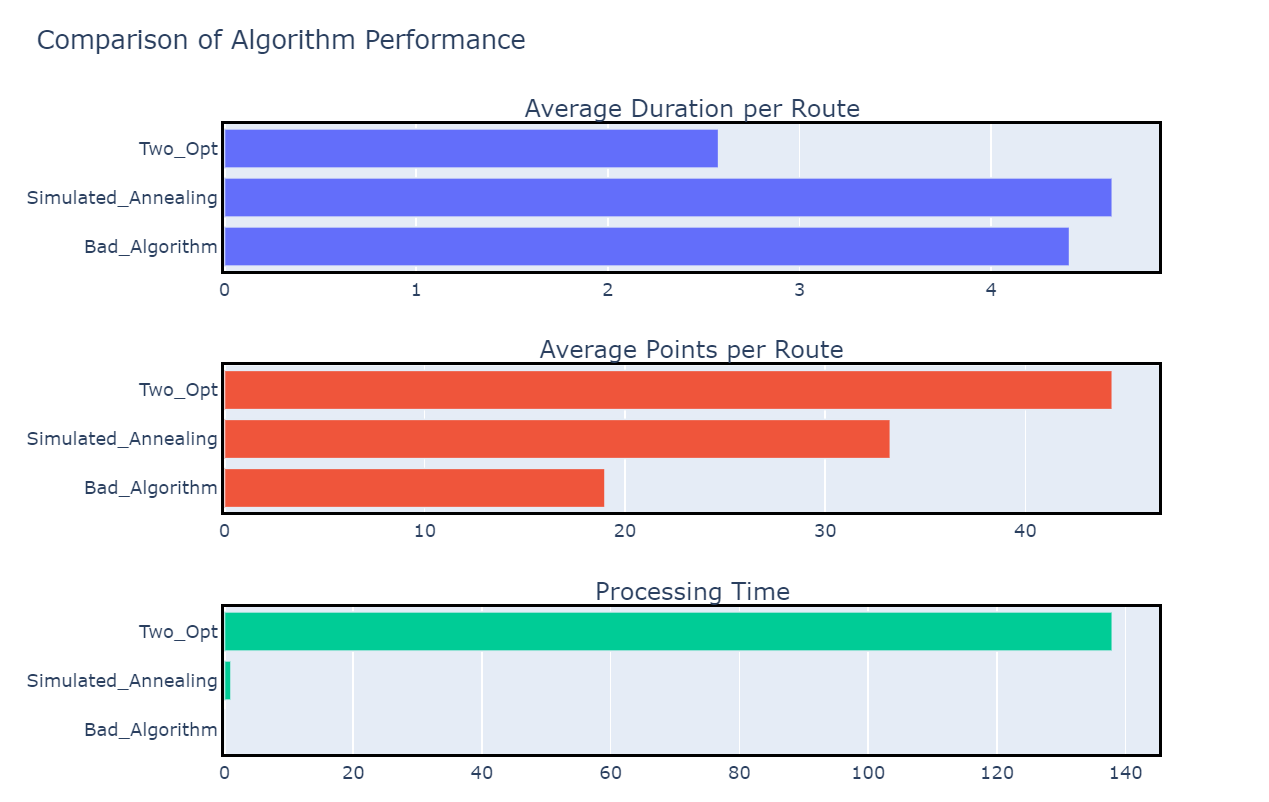 Comparison of Algorithm Performance
Average Duration per Route
Two_Opt
Simulated_Annealing
Bad_Algorithm
0 1 2 3 4
Average Points per Route
Two_Opt
Simulated_Annealing
Bad_Algorithm
0 10 20 30 40
Processing Time
Two_Opt
Simulated_Annealing
Bad_Algorithm
0 20 40 60 80 100 120 140